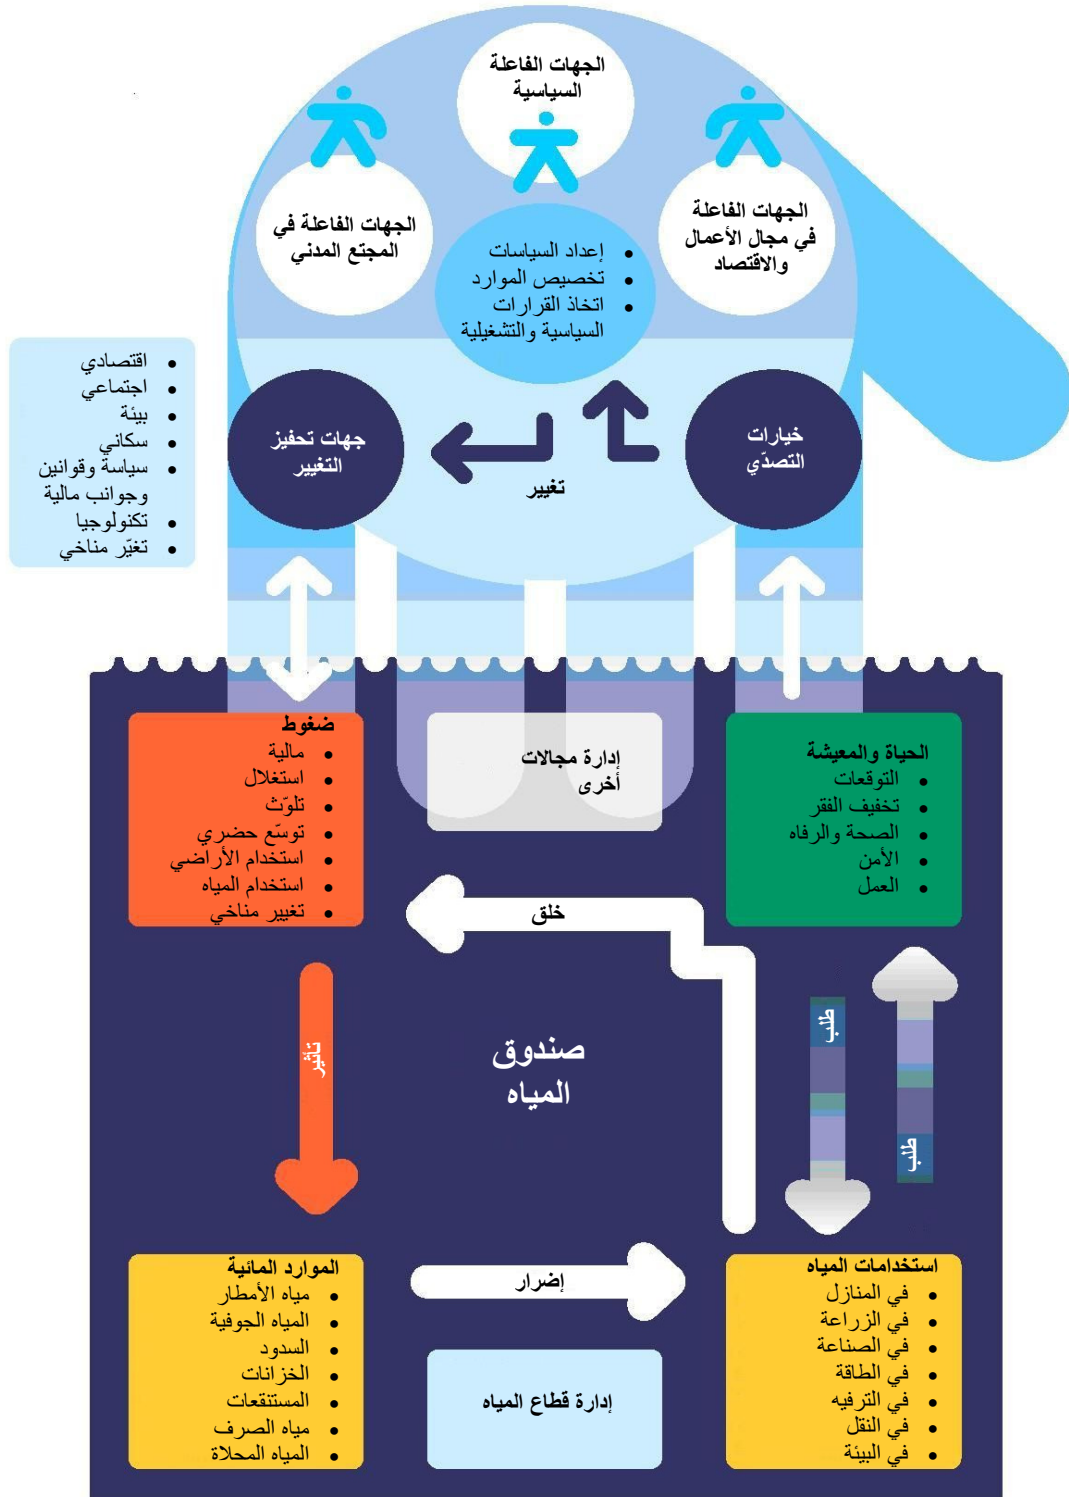 الجهات الفاعلة
السياسية
الجهات الفاعلة
في مجال الأعمال
والاقتصاد
الجهات الفاعلة في
المجتع المدني
• إعداد السياسات
• تخصيص الموارد
• اتخاذ القرارات
السياسية والتشغيلية
خيارات
التصدّي
تغيير
جهات تحفيز
التغيير
• اقتصادي
• اجتماعي
• بيئة
• سكاني
• سياسة وقوانين
وجوانب مالية
• تكنولوجيا
• تغيّر مناخي
الحياة والمعيشة
• التوقعات
• تخفيف الفقر
• الصحة والرفاه
• الأمن
• العمل
إدارة مجالات
أخرى
ضغوط
• مالية
• استغلال
• تلوّث
• توسّع حضري
• استخدام الأراضي
• استخدام المياه
• تغيير مناخي
خلق
طلب
طلب
صندوق
المياه
تأثير
استخدامات المياه
• في المنازل
• في الزراعة
• في الصناعة
• في الطاقة
• في الترفيه
• في النقل
• في البيئة
إضرار
إدارة قطاع المياه
الموارد المائية
• مياه الأمطار
• المياه الجوفية
• السدود
• الخزانات
• المستنقعات
• مياه الصرف
• المياه المحلاة